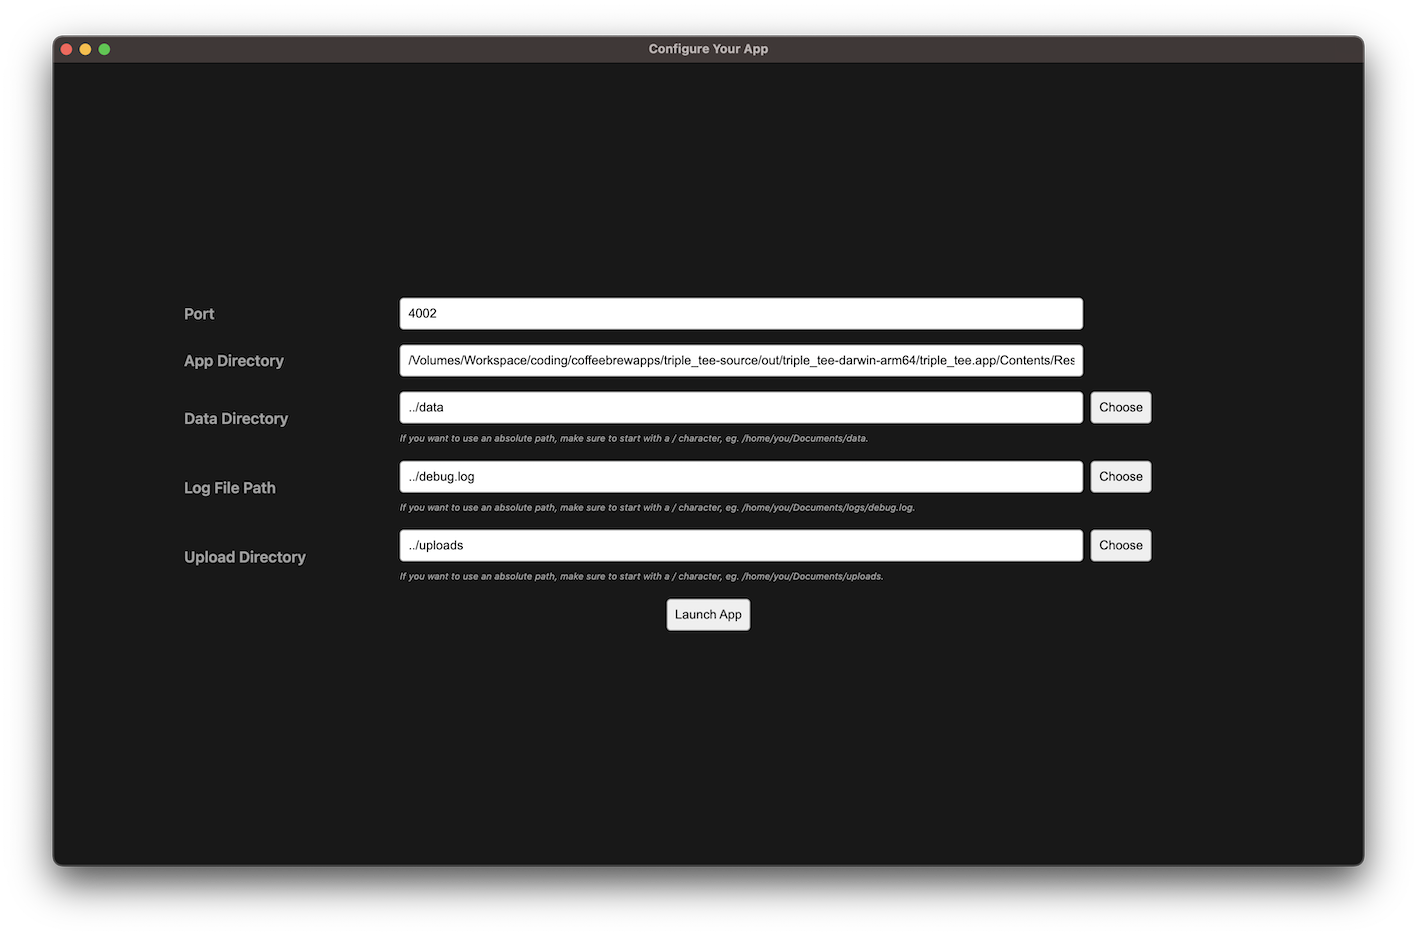 Configure Your App
Port
4002
App Directory
/Volumes/Workspace/coding/coffeebrewapps/triple_tee-source/out/triple_tee-darwin-arm64/triple_tee.app/Contents/Res
Data Directory
../data
Choose
If you want to use an absolute path, make sure to start with a / character, eg. /home/you/Documents/data.
Log File Path
../debug.log
Choose
If you want to use an absolute path, make sure to start with a / character, eg. /home/you/Documents/logs/debug.log.
Upload Directory
../uploads
Choose
If you want to use an absolute path, make sure to start with a / character, eg. /home/you/Documents/uploads.
Launch App